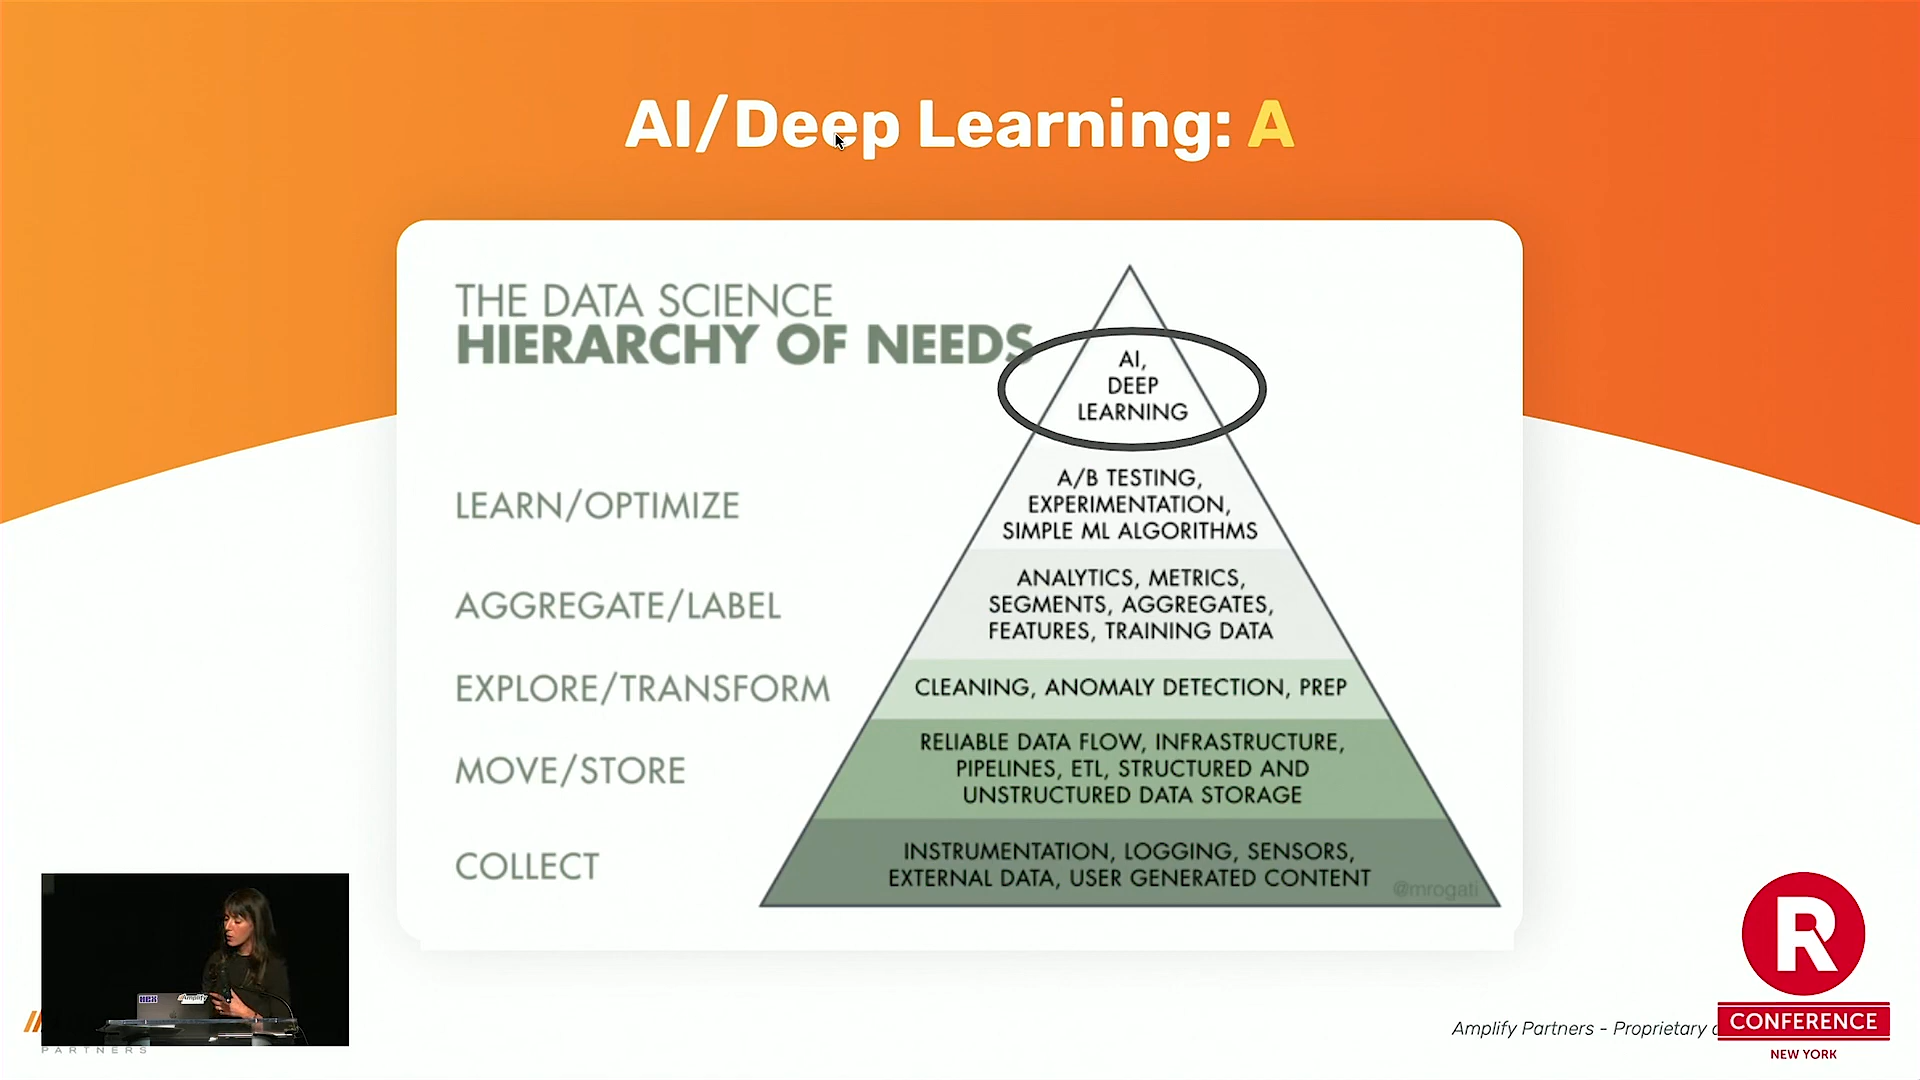 AI/Deep Learning: A
THE DATA SCIENCE
HIERARCHY OF NEEDS
AI,
DEEP
LEARNING
LEARN/OPTIMIZE
A/B TESTING,
EXPERIMENTATION,
SIMPLE ML ALGORITHMS
AGGREGATE/LABEL
ANALYTICS, METRICS,
SEGMENTS, AGGREGATES,
FEATURES, TRAINING DATA
EXPLORE/TRANSFORM
CLEANING, ANOMALY DETECTION, PREP
MOVE/STORE
RELIABLE DATA FLOW, INFRASTRUCTURE,
PIPELINES, ETL, STRUCTURED AND
UNSTRUCTURED DATA STORAGE
COLLECT
INSTRUMENTATION, LOGGING, SENSORS,
EXTERNAL DATA, USER GENERATED CONTENT
@mrogati
HEX
Amplify
PARTNERS
Amplify Partners - Proprietary
R
CONFERENCE
NEW YORK